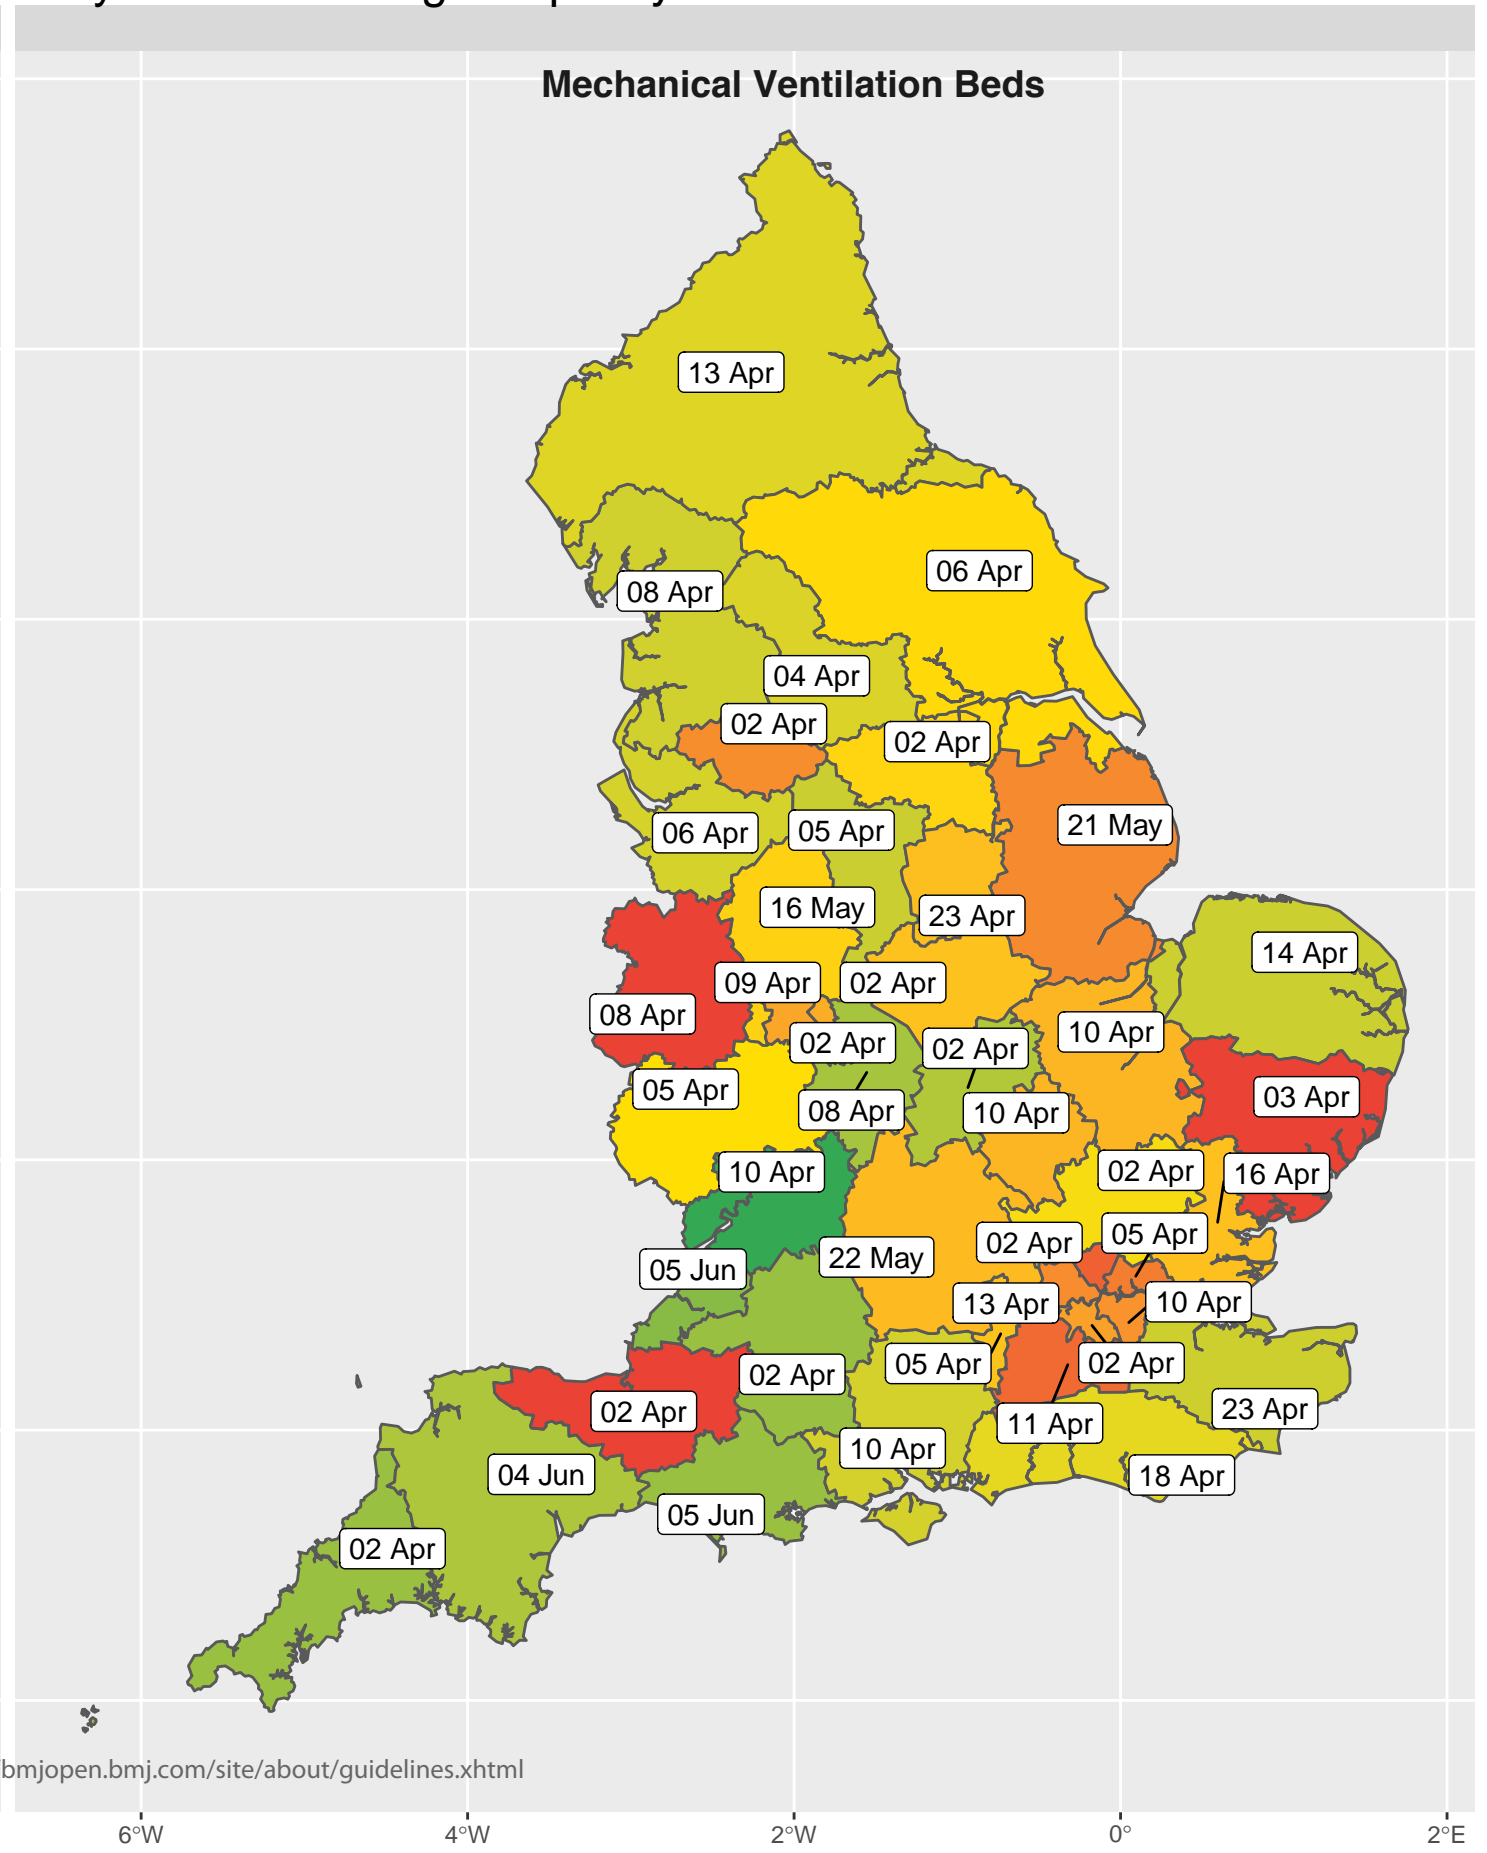 Mechanical Ventilation Beds
13 Apr
06 Apr
08 Apr
04 Apr
02 Apr
02 Apr
21 May
06 Apr
05 Apr
16 May
23 Apr
14 Apr
09 Apr
02 Apr
08 Apr
10 Apr
02 Apr
02 Apr
05 Apr
03 Apr
08 Apr
10 Apr
10 Apr
02 Apr
16 Apr
05 Apr
02 Apr
22 May
05 Jun
13 Apr
10 Apr
05 Apr
02 Apr
02 Apr
02 Apr
23 Apr
11 Apr
10 Apr
04 Jun
18 Apr
05 Jun
02 Apr
bmjopen.bmj.com/site/about/guidelines.xhtml
6°W 4°W 2°W 0° 2°E